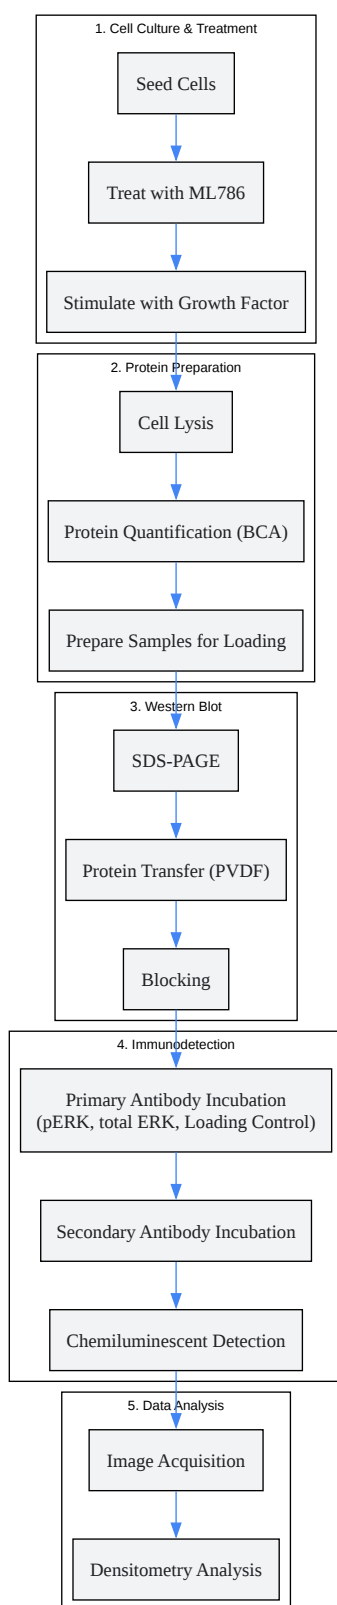 1. Cell Culture & Treatment
Seed Cells
Treat with ML786
Stimulate with Growth Factor
2. Protein Preparation
Cell Lysis
Protein Quantification (BCA)
Prepare Samples for Loading
3. Western Blot
SDS-PAGE
Protein Transfer (PVDF)
Blocking
4. Immunodetection
Primary Antibody Incubation
(pERK, total ERK, Loading Control)
Secondary Antibody Incubation
Chemiluminescent Detection
5. Data Analysis
Image Acquisition
Densitometry Analysis